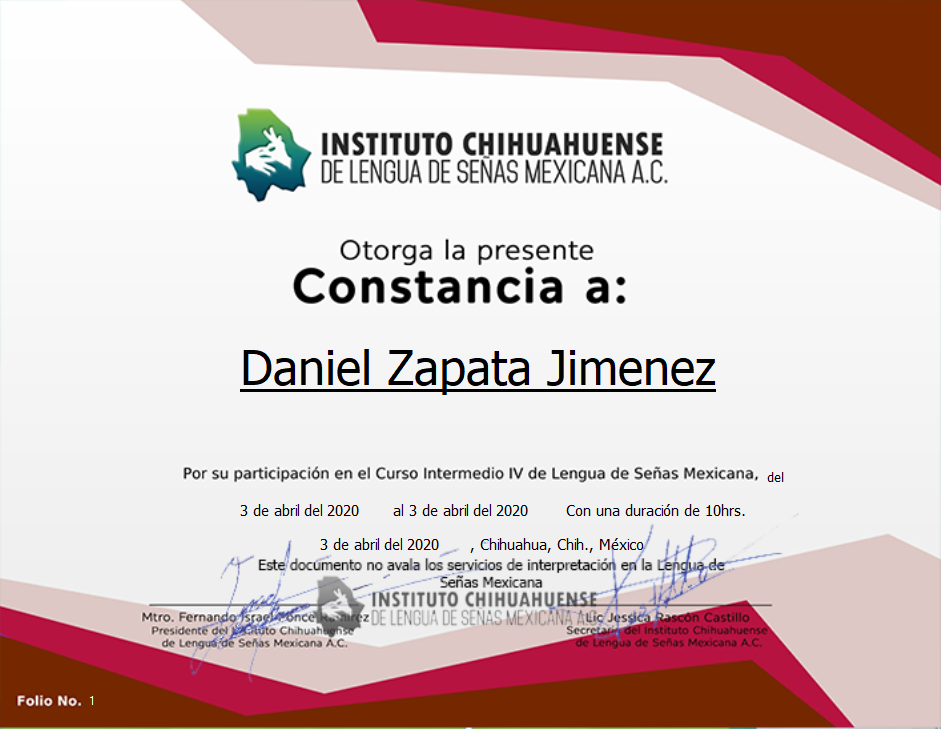 INSTITUTO CHIHUAHUENSE
DE LENGUA DE SEÑAS MEXICANA A.C.
Otorga la presente
Constancia a:
Daniel Zapata Jimenez
Por su participación en el Curso Intermedio IV de Lengua de Señas Mexicana, del
3 de abril del 2020 al 3 de abril del 2020 Con una duración de 10hrs.
3 de abril del 2020 , Chihuahua, Chih., México
Este documento no avala los servicios de interpretación en la Lengua de
Señas Mexicana
INSTITUTO CHIHUAHUENSE
DE LENGUA DE SEÑAS MEXICANA A.C.
Mtro. Fernando Israel Ponce Ramirez
Presidente del Instituto Chihuahuense
de Lengua de Señas Mexicana A.C.
Lic Jessica Rascón Castillo
Secretaria del Instituto Chihuahuense
de Lengua de Señas Mexicana A.C.
Folio No. 1